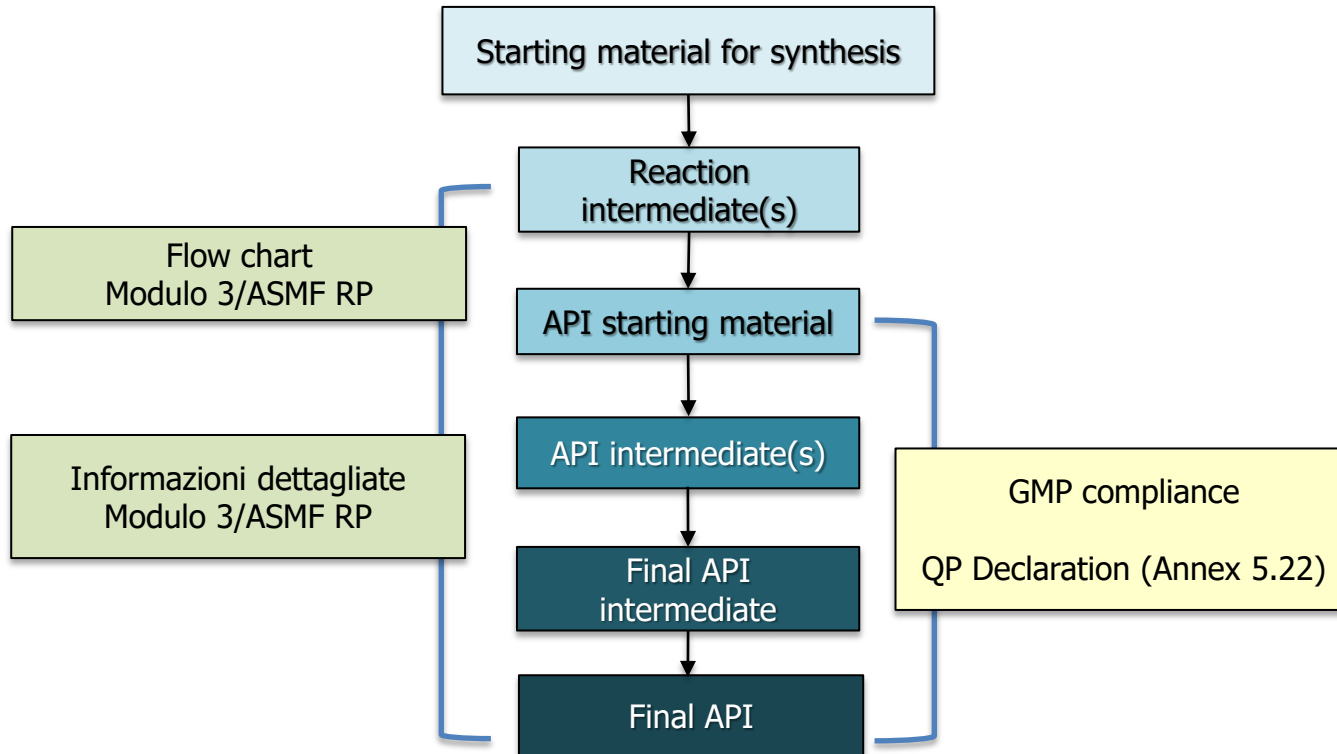 Starting material for synthesis
Reaction
intermediate(s)
Flow chart
Modulo 3/ASMF RP
API starting material
API intermediate(s)
Informazioni dettagliate
Modulo 3/ASMF RP
GMP compliance
QP Declaration (Annex 5.22)
Final API
intermediate
Final API